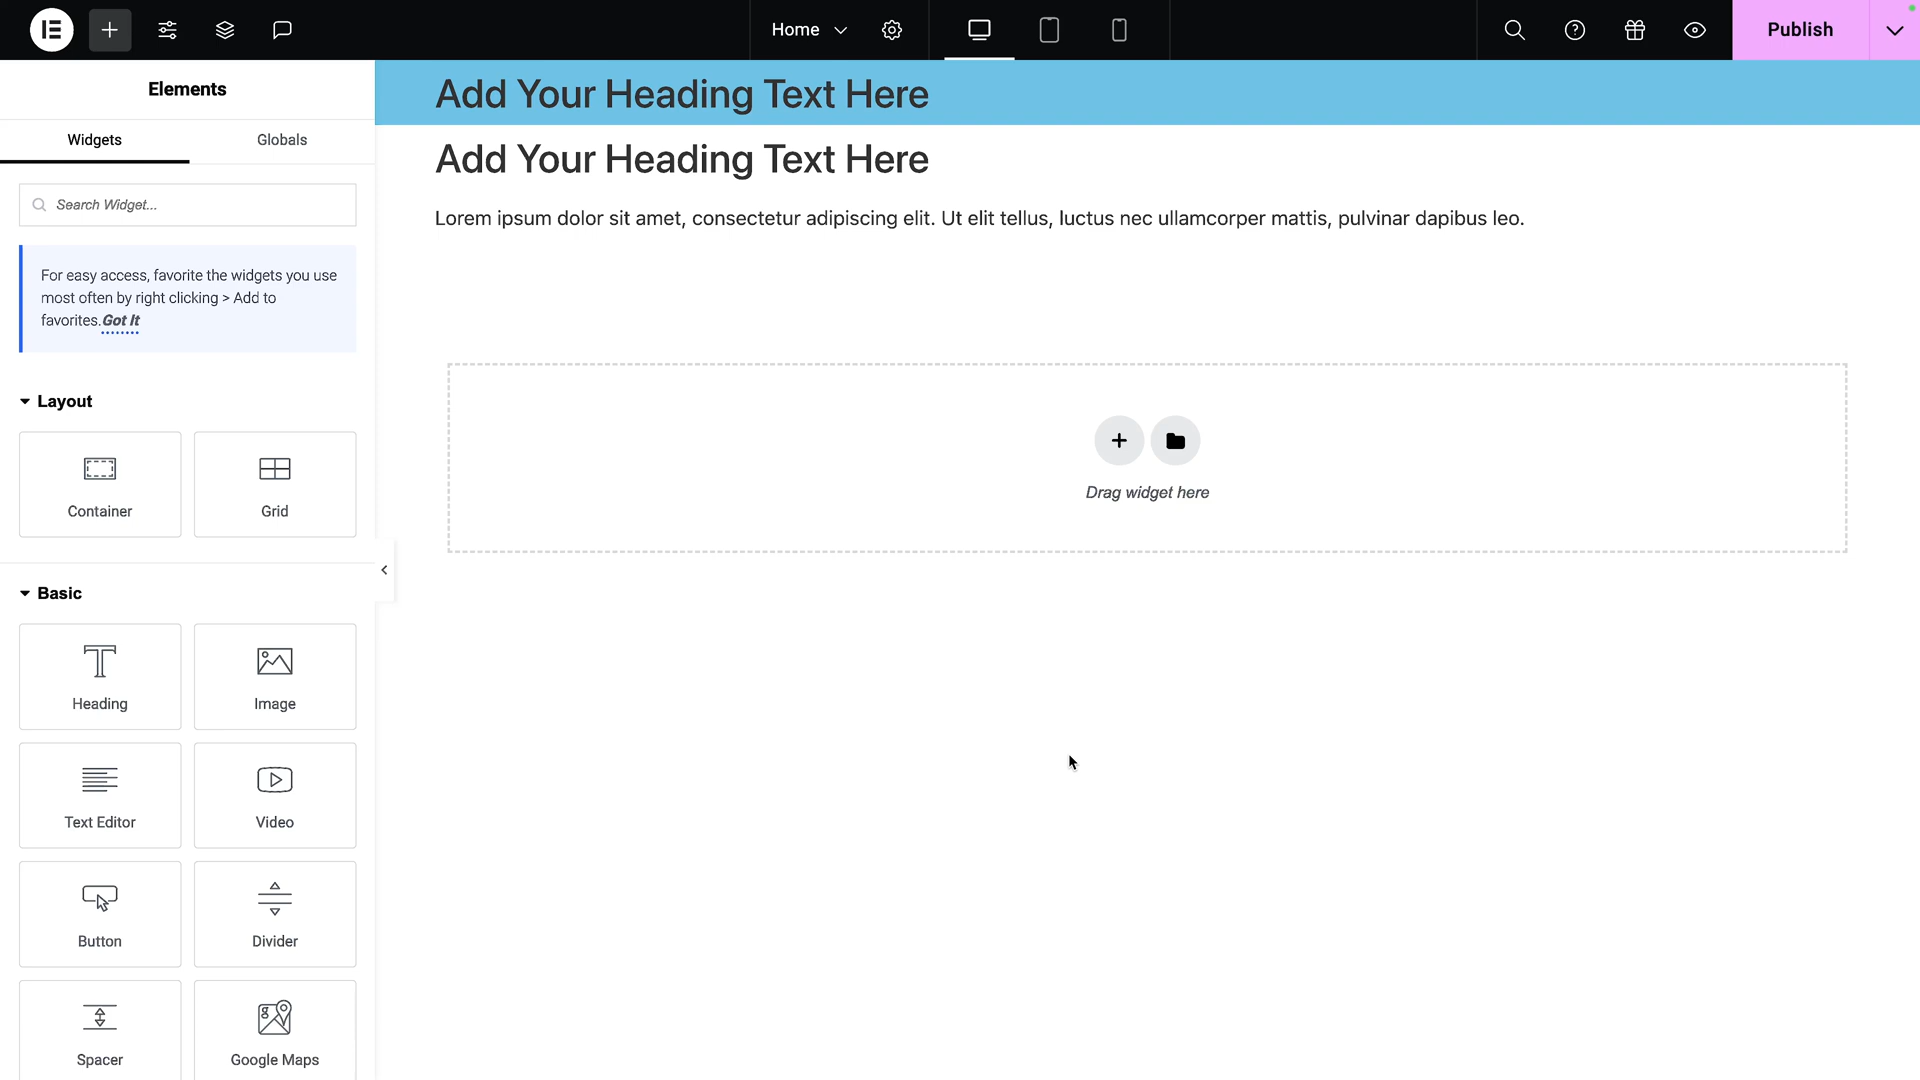 Home
Publish
Elements
Widgets
Globals
Search Widget...
For easy access, favorite the widgets you use
most often by right clicking > Add to
favorites. Got It
Layout
Container
Grid
Basic
Heading
Image
Text Editor
Video
Button
Divider
Spacer
Google Maps
Add Your Heading Text Here
Add Your Heading Text Here
Lorem ipsum dolor sit amet, consectetur adipiscing elit. Ut elit tellus, luctus nec ullamcorper mattis, pulvinar dapibus leo.
Drag widget here